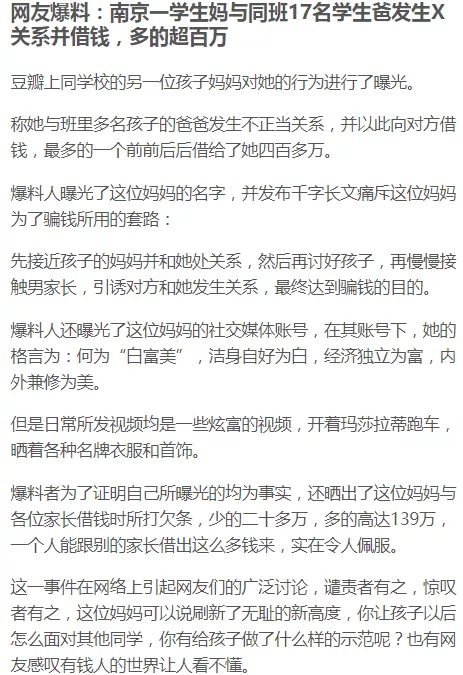 网友爆料：南京一学生妈与同班17名学生爸发生X
关系并借钱，多的超百万
豆瓣上同学校的另一位孩子妈妈对她的行为进行了曝光。
称她与班里多名孩子的爸爸发生不正当关系，并以此向对方借
钱，最多的一个前前后后借给了她四百多万。
爆料人曝光了这位妈妈的名字，并发布千字长文痛斥这位妈妈
为了骗钱所用的套路：
先接近孩子的妈妈并和她处关系，然后再讨好孩子，再慢慢接
触男家长，引诱对方和她发生关系，最终达到骗钱的目的。
爆料人还曝光了这位妈妈的社交媒体账号，在其账号下，她的
格言为：何为“白富美”，洁身自好为白，经济独立为富，内
外兼修为美。
但是日常所发视频均是一些炫富的视频，开着玛莎拉蒂跑车，
晒着各种名牌衣服和首饰。
爆料者为了证明自己所曝光的均为事实，还晒出了这位妈妈与
各位家长借钱时所打欠条，少的二十多万，多的高达139万，
一个人能跟别的家长借出这么多钱来，实在令人佩服。
这一事件在网络上引起网友们的广泛讨论，谴责者有之，惊叹
者有之，这位妈妈可以说刷新了无耻的新高度，你让孩子以后
怎么面对其他同学，你有给孩子做了什么样的示范呢？也有网
友感叹有钱人的世界让人看不懂。